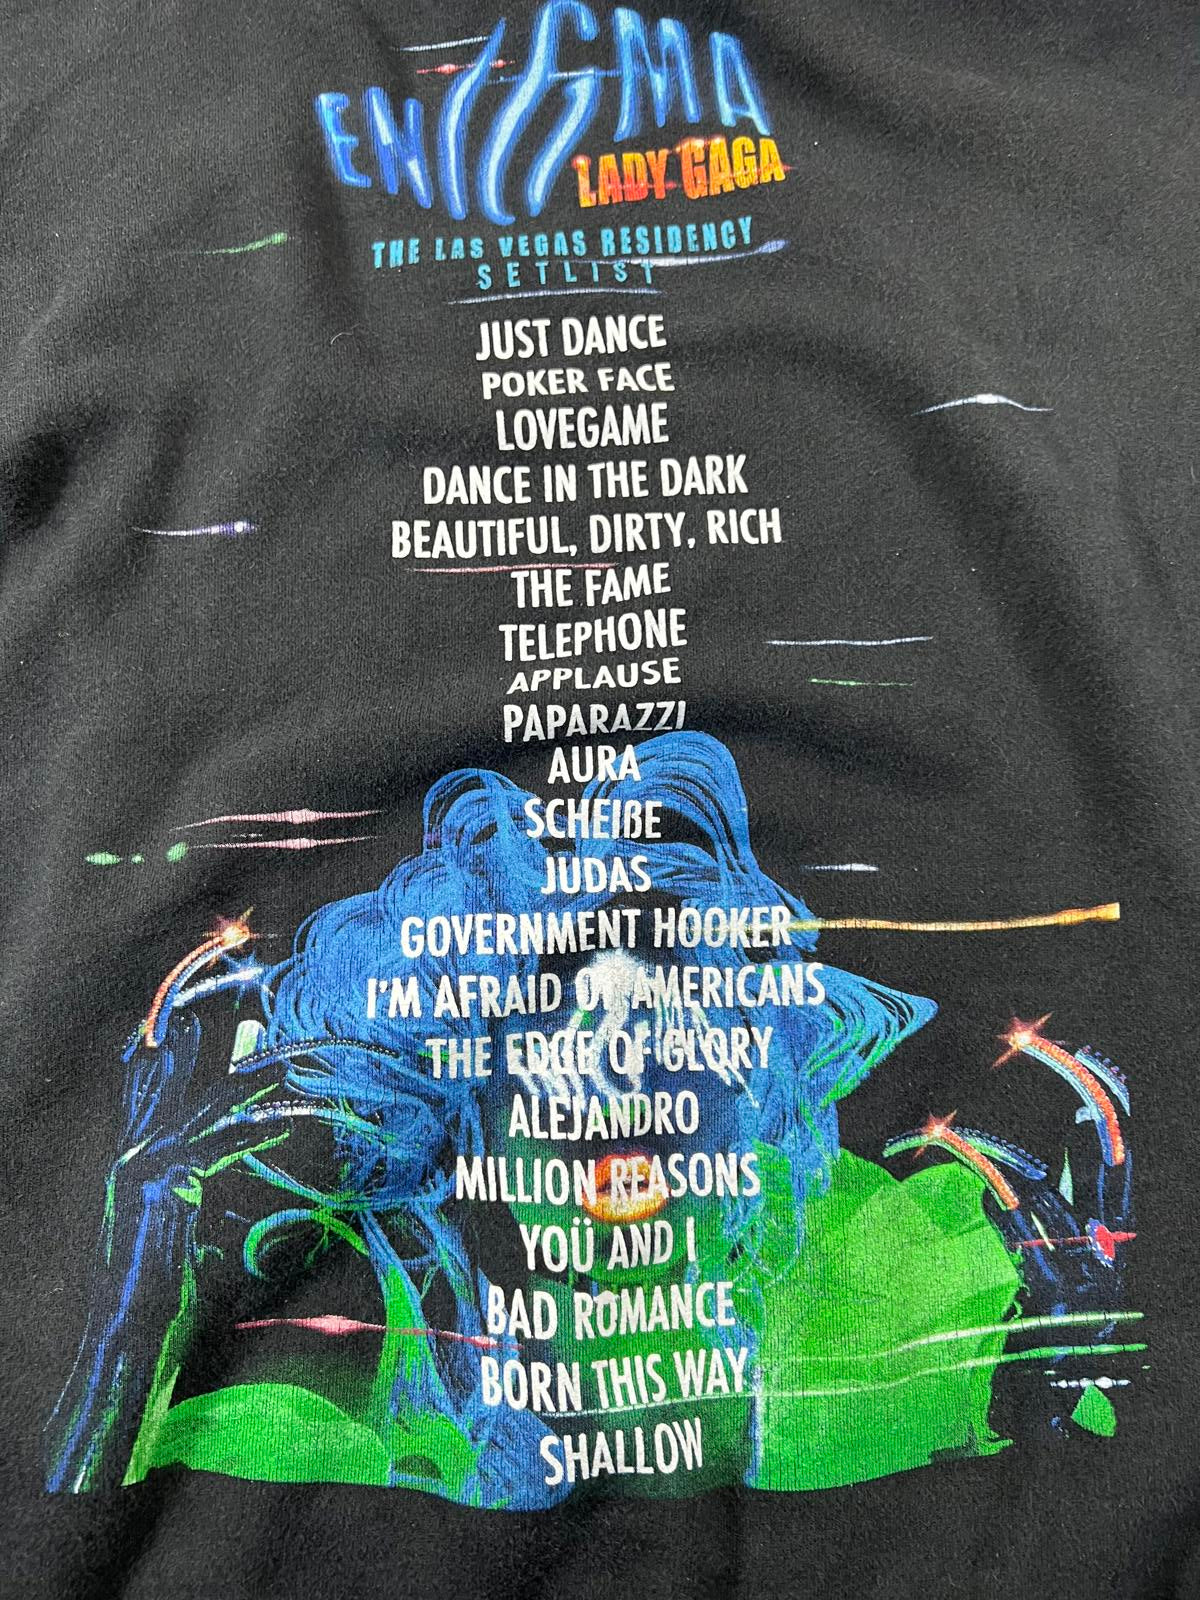 ENIGMA
LADY GAGA
THE LAS VEGAS RESIDENCY
SETLIST
JUST DANCE
POKER FACE
LOVEGAME
DANCE IN THE DARK
BEAUTIFUL, DIRTY, RICH
THE FAME
TELEPHONE
APPLAUSE
PAPARAZZI
AURA
SCHEIßE
JUDAS
GOVERNMENT HOOKER
I'M AFRAID OF AMERICANS
THE EDGE OF GLORY
ALEJANDRO
MILLION REASONS
YOÜ AND I
BAD ROMANCE
BORN THIS WAY
SHALLOW